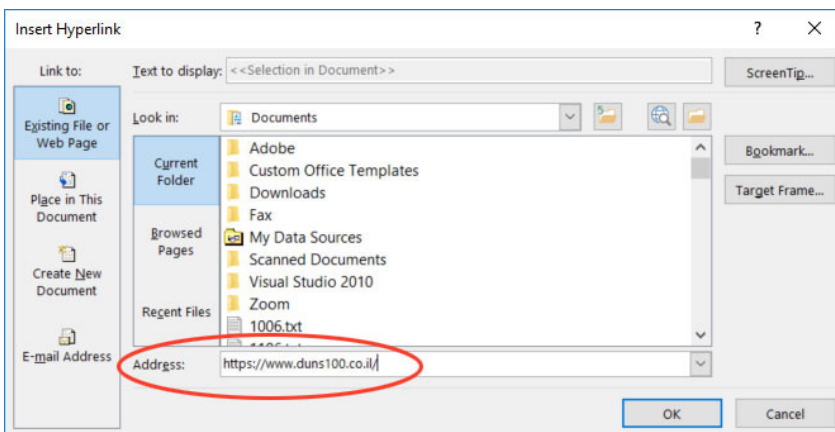 Insert Hyperlink
?
Link to:
Text to display: <<Selection in Document>>
ScreenTip...
Existing File or
Web Page
Place in This
Document
Create New
Document
E-mail Address
Look in: Documents
Current
Folder
Browsed
Pages
Recent Files
Adobe
Custom Office Templates
Downloads
Fax
My Data Sources
Scanned Documents
Visual Studio 2010
Zoom
1006.txt
Bookmark...
Target Frame...
Address: https://www.duns100.co.il/
OK
Cancel